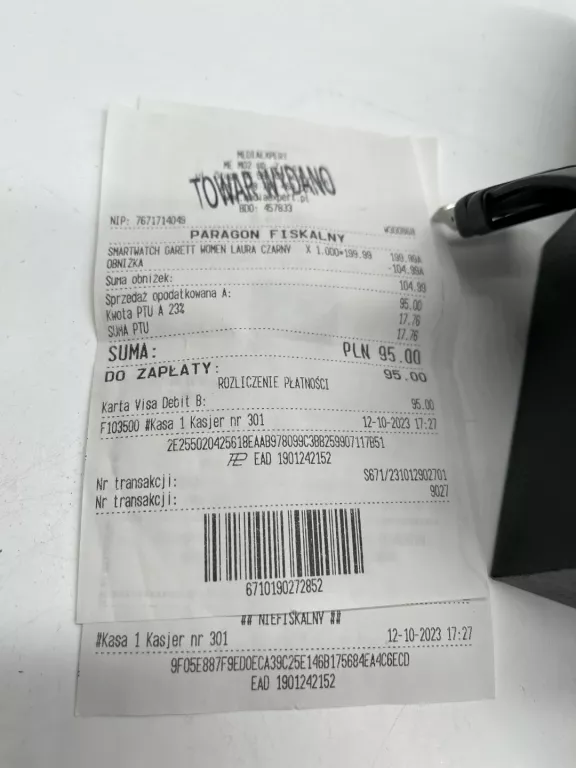 MEDIAEXPERT
TOWAR WYDANO
BDO: 457833
NIP: 7671714049
PARAGON FISKALNY
SMARTWATCH GARETT WOMEN LAURA CZARNY X 1.000*199.99 199.99A
OBNIŻKA -104.99A
Suma obniżek: 104.99
Sprzedaż opodatkowana A: 95.00
Kwota PTU A 23% 17.76
SUMA PTU 17.76
SUMA: PLN 95.00
DO ZAPŁATY: 95.00
ROZLICZENIE PŁATNOŚCI
Karta Visa Debit B: 95.00
F103500 #Kasa 1 Kasjer nr 301 12-10-2023 17:27
2E255020425618EAAB978099C3BB259907117B51
EAD 1901242152
Nr transakcji: S671/231012902701
Nr transakcji: 9027
6710190272852
## NIEFISKALNY ##
#Kasa 1 Kasjer nr 301 12-10-2023 17:27
9F05E887F9ED0ECA39C25E146B175684EA4C6ECD
EAD 1901242152